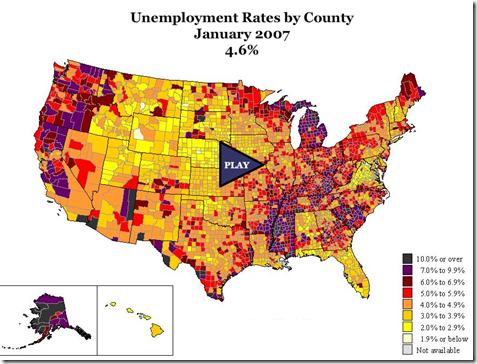 Unemployment Rates by County
January 2007
4.6%
PLAY
10.0% or over
7.0% to 9.9%
6.0% to 6.9%
5.0% to 5.9%
4.0% to 4.9%
3.0% to 3.9%
2.0% to 2.9%
1.9% or below
Not available